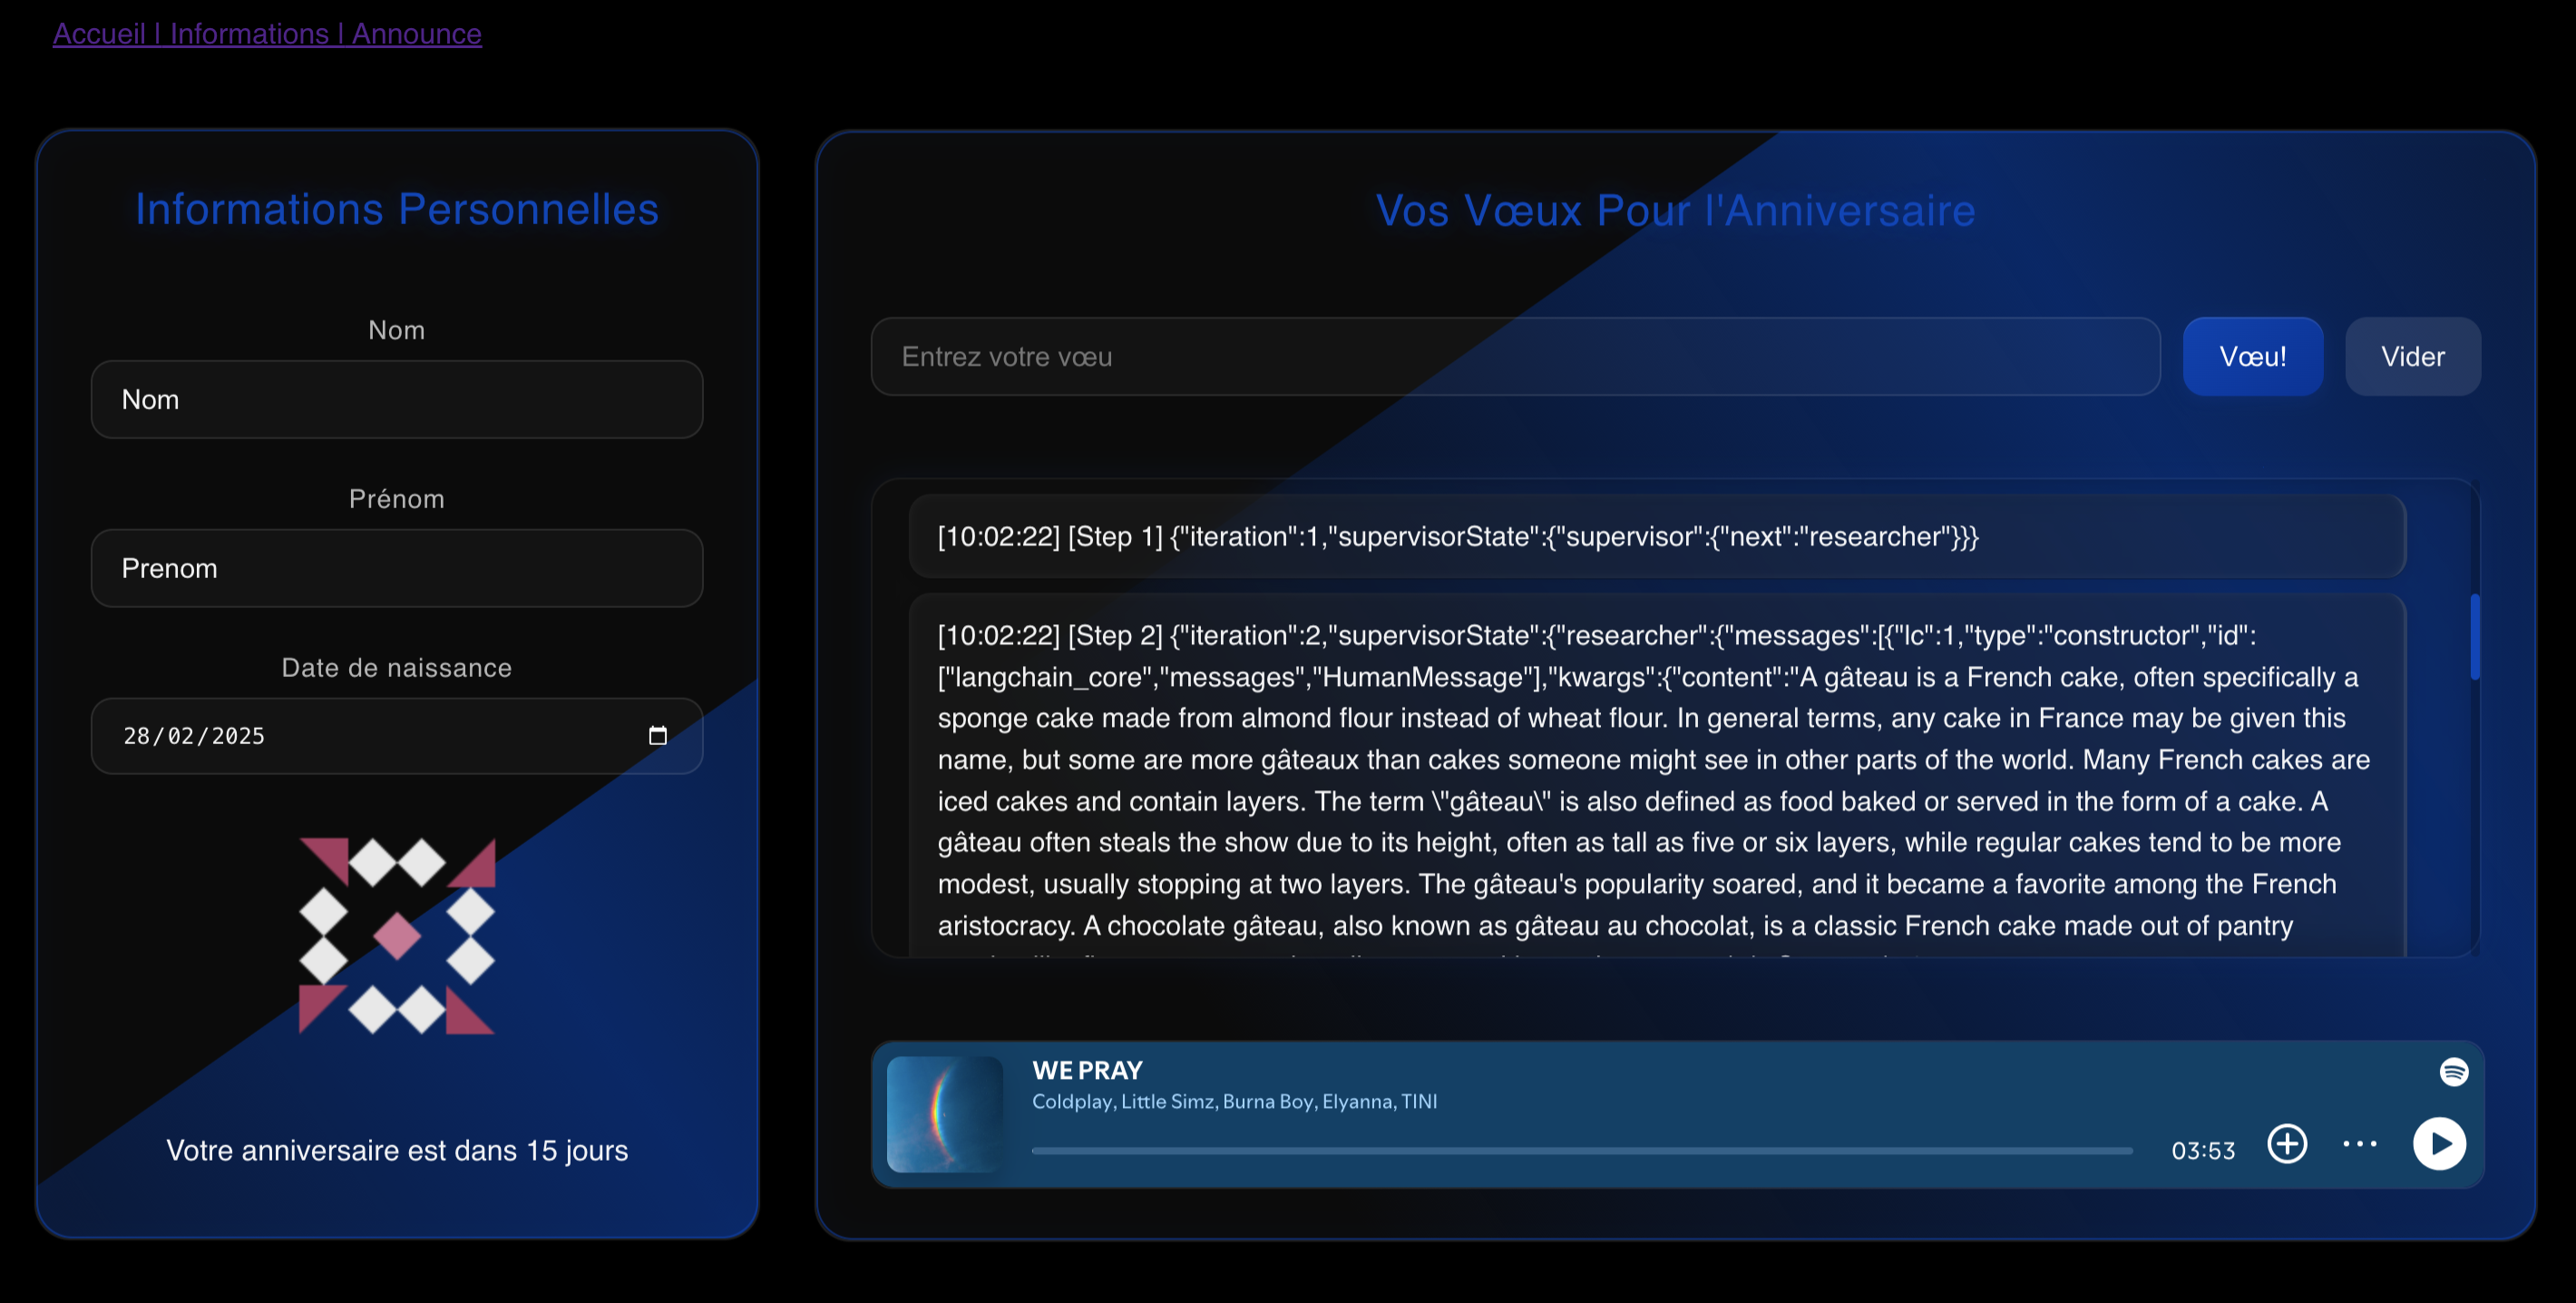 Accueil | Informations | Announce
Informations Personnelles
Nom
Nom
Prénom
Prenom
Date de naissance
28/02/2025
Votre anniversaire est dans 15 jours
Vos Vœux Pour l'Anniversaire
Entrez votre vœu
Vœu!
Vider
[10:02:22] [Step 1] {"iteration":1,"supervisorState":{"supervisor":{"next":"researcher"}}}
[10:02:22] [Step 2] {"iteration":2,"supervisorState":{"researcher":{"messages":[{"lc":1,"type":"constructor","id":
["langchain_core","messages","HumanMessage"],"kwargs":{"content":"A gâteau is a French cake, often specifically a
sponge cake made from almond flour instead of wheat flour. In general terms, any cake in France may be given this
name, but some are more gâteaux than cakes someone might see in other parts of the world. Many French cakes are
iced cakes and contain layers. The term \"gâteau\" is also defined as food baked or served in the form of a cake. A
gâteau often steals the show due to its height, often as tall as five or six layers, while regular cakes tend to be more
modest, usually stopping at two layers. The gâteau's popularity soared, and it became a favorite among the French
aristocracy. A chocolate gâteau, also known as gâteau au chocolat, is a classic French cake made out of pantry
WE PRAY
Coldplay, Little Simz, Burna Boy, Elyanna, TINI
03:53